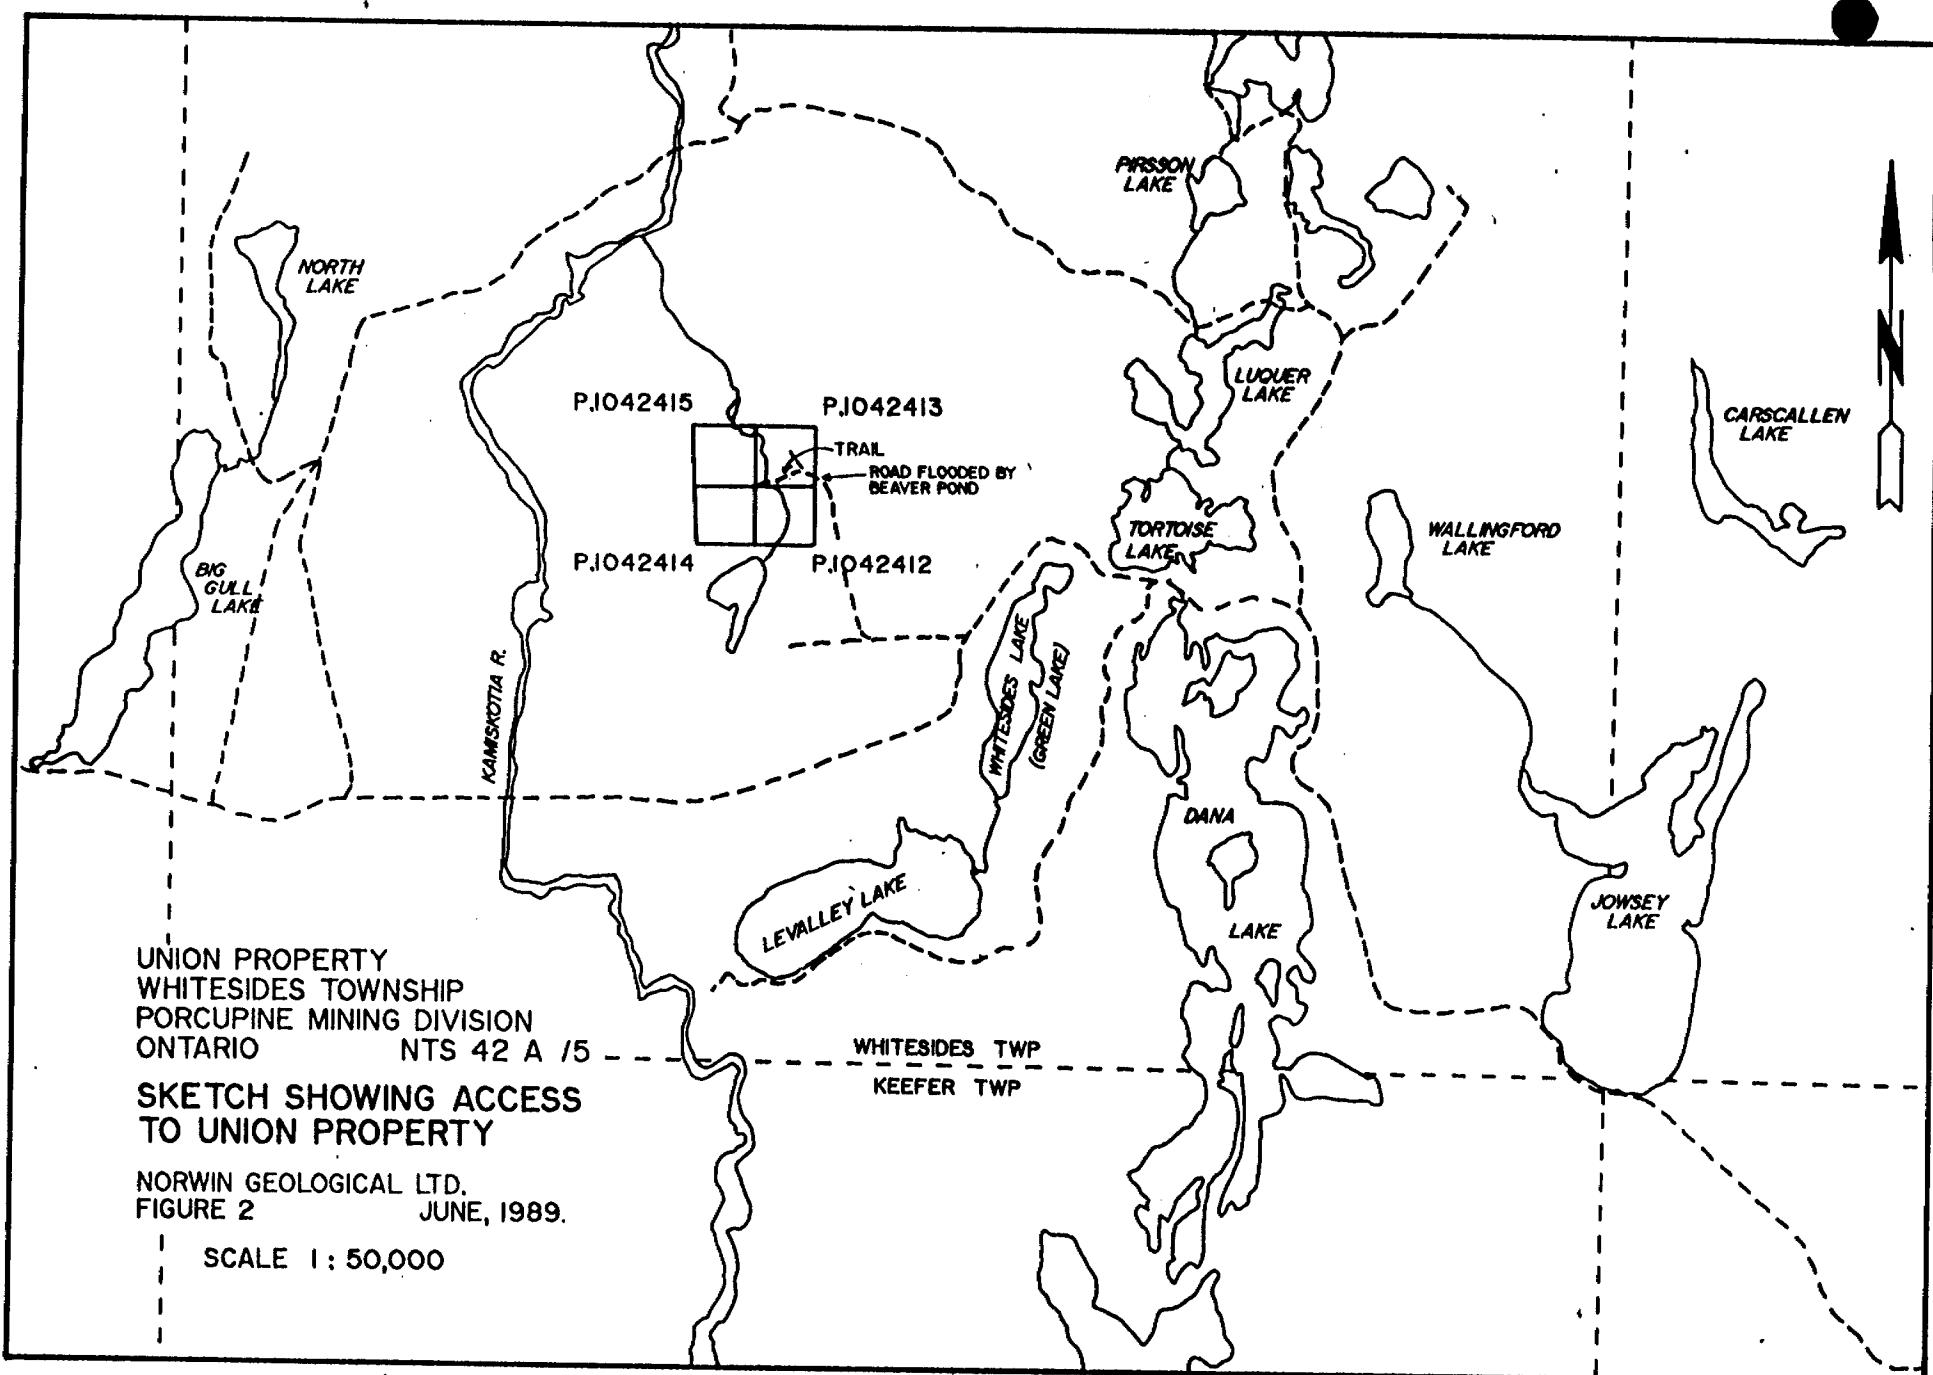 PIRSSON
LAKE
NORTH
LAKE
N
LUQUER
LAKE
P.1042415
P.1042413
CARSCALLEN
LAKE
TRAIL
ROAD FLOODED BY
BEAVER POND
TORTOISE
LAKE
WALLINGFORD
LAKE
P.1042414
P.1042412
BIG
GULL
LAKE
KAMISKOTIA R.
WHITESIDES LAKE
(GREEN LAKE)
DANA
LAKE
LEVALLEY LAKE
JOWSEY
LAKE
UNION PROPERTY
WHITESIDES TOWNSHIP
PORCUPINE MINING DIVISION
ONTARIO NTS 42 A /5
WHITESIDES TWP
KEEFER TWP
SKETCH SHOWING ACCESS
TO UNION PROPERTY
NORWIN GEOLOGICAL LTD.
FIGURE 2 JUNE, 1989.
SCALE 1 : 50,000